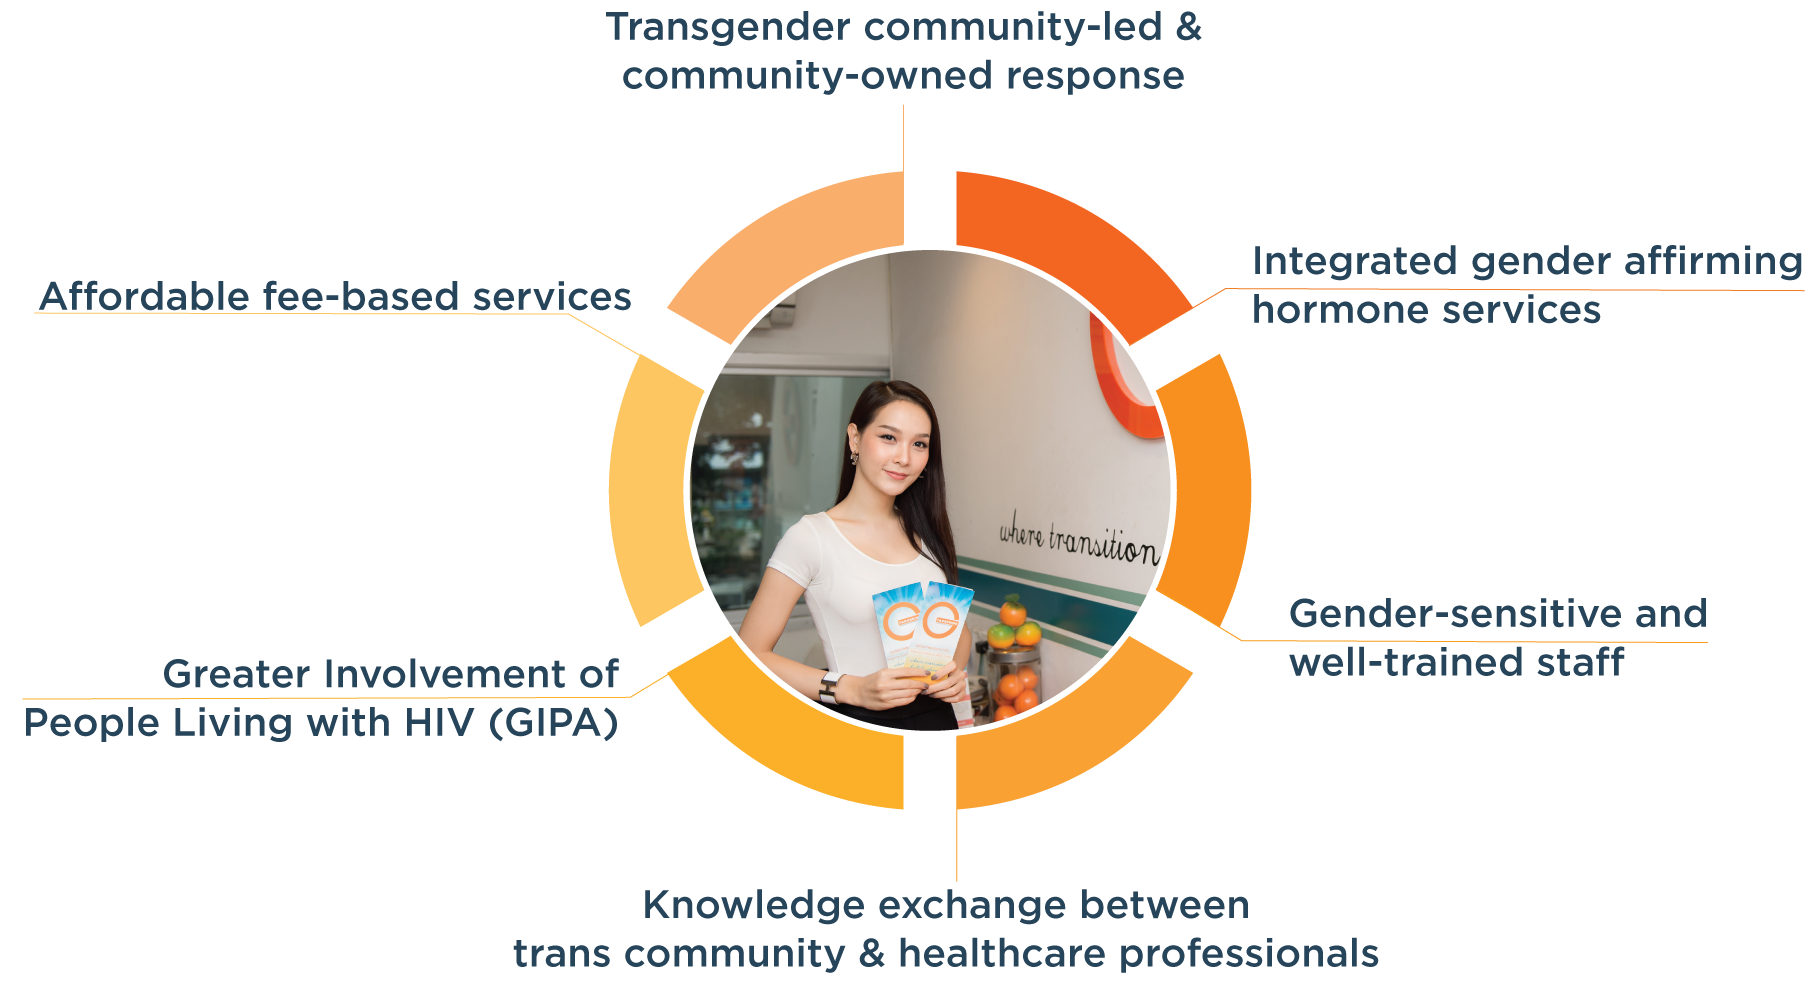 Transgender community-led &
community-owned response
Integrated gender affirming
hormone services
Gender-sensitive and
well-trained staff
Knowledge exchange between
trans community & healthcare professionals
Greater Involvement of
People Living with HIV (GIPA)
Affordable fee-based services
where transition